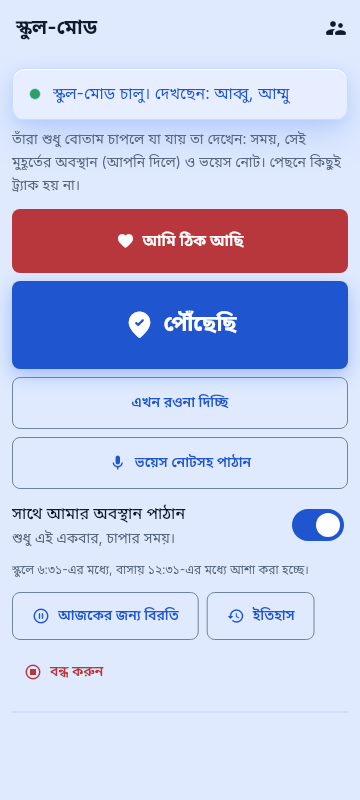 স্কুল-মোড
স্কুল-মোড চালু। দেখছেন: আব্বু, আম্মু
তাঁরা শুধু বোতাম চাপলে যা যায় তা দেখেন: সময়, সেই
মুহূর্তের অবস্থান (আপনি দিলে) ও ভয়েস নোট। পেছনে কিছুই
ট্র্যাক হয় না।
আমি ঠিক আছি
পৌঁছেছি
এখন রওনা দিচ্ছি
ভয়েস নোটসহ পাঠান
সাথে আমার অবস্থান পাঠান
শুধু এই একবার, চাপার সময়।
স্কুলে ৬:৩১-এর মধ্যে, বাসায় ১২:৩১-এর মধ্যে আশা করা হচ্ছে।
আজকের জন্য বিরতি
ইতিহাস
বন্ধ করুন